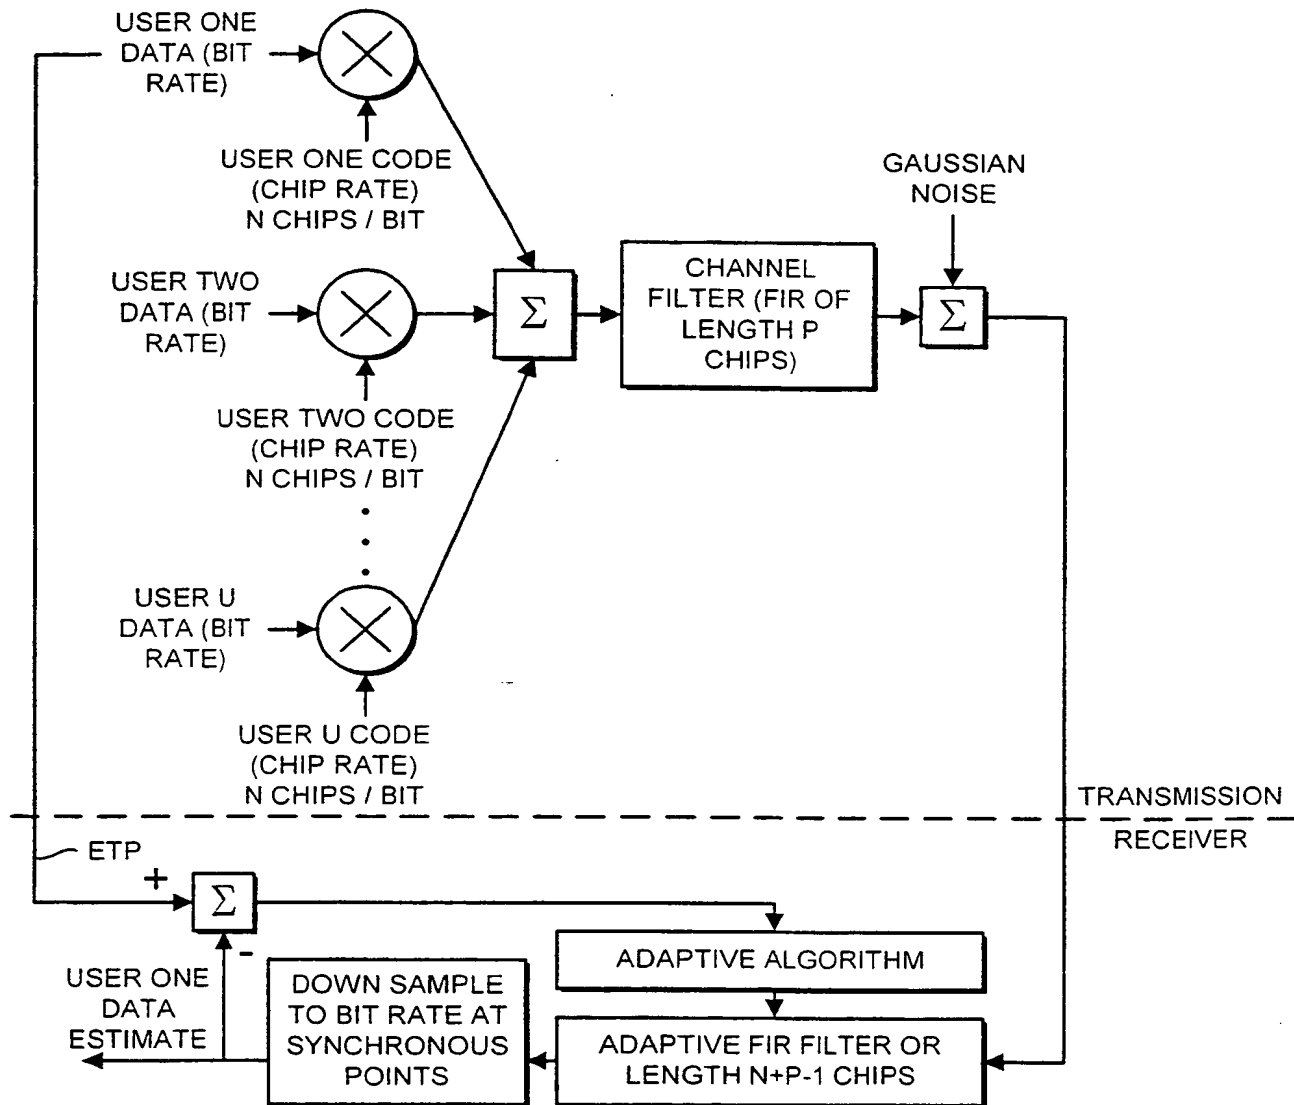 USER ONE
DATA (BIT
RATE)
USER ONE CODE
(CHIP RATE)
N CHIPS / BIT
GAUSSIAN
NOISE
USER TWO
DATA (BIT
RATE)
Σ
CHANNEL
FILTER (FIR OF
LENGTH P
CHIPS)
Σ
USER TWO CODE
(CHIP RATE)
N CHIPS / BIT
USER U
DATA (BIT
RATE)
USER U CODE
(CHIP RATE)
N CHIPS / BIT
TRANSMISSION
RECEIVER
ETP
+
Σ
-
ADAPTIVE ALGORITHM
USER ONE
DATA
ESTIMATE
DOWN SAMPLE
TO BIT RATE AT
SYNCHRONOUS
POINTS
ADAPTIVE FIR FILTER OR
LENGTH N+P-1 CHIPS